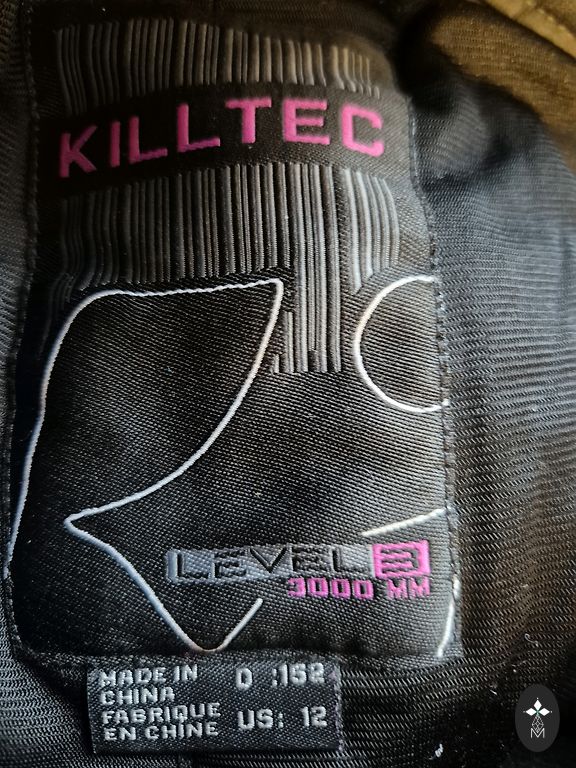 KILLTEC
LEVEL 3
3000 MM
MADE IN
CHINA
FABRIQUE
EN CHINE
D :152
US: 12